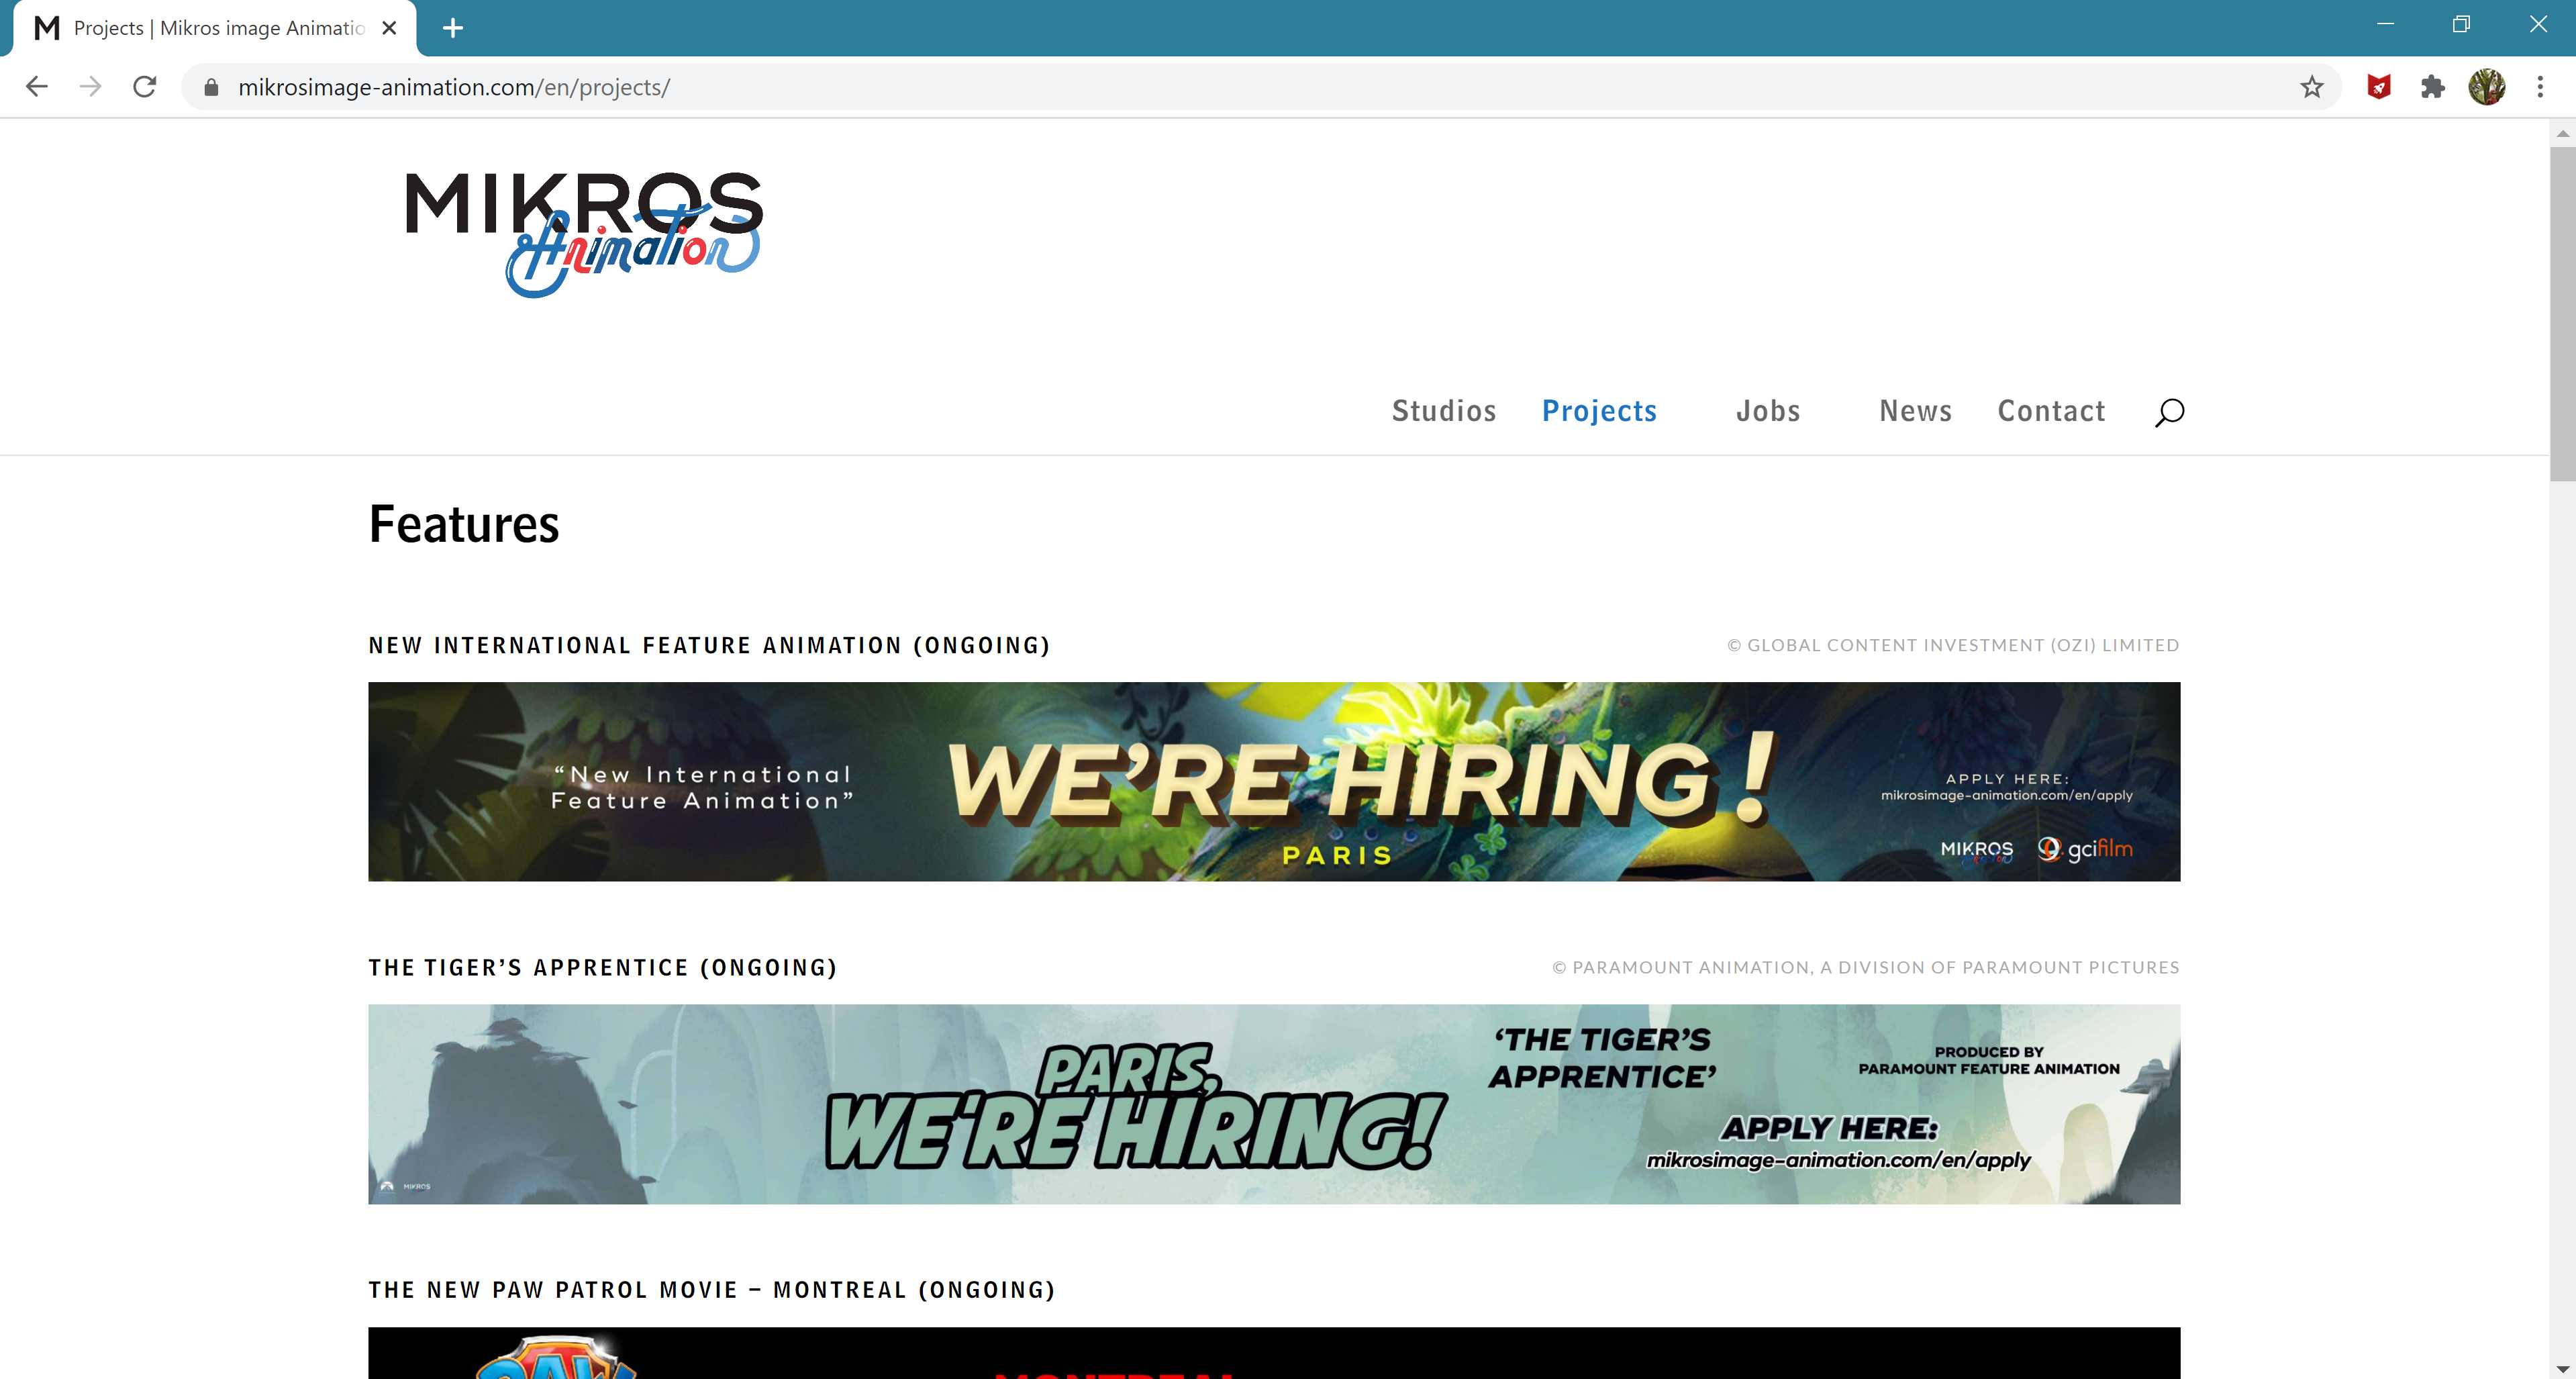 M Projects | Mikros image Animatio
mikrosimage-animation.com/en/projects/
MIKROS
Animation
Studios Projects Jobs News Contact
Features
NEW INTERNATIONAL FEATURE ANIMATION (ONGOING)
© GLOBAL CONTENT INVESTMENT (OZI) LIMITED
“New International
Feature Animation”
WE’RE HIRING!
PARIS
APPLY HERE:
mikrosimage-animation.com/en/apply
MIKROS
Animation
gcifilm
THE TIGER’S APPRENTICE (ONGOING)
© PARAMOUNT ANIMATION, A DIVISION OF PARAMOUNT PICTURES
PARIS,
WE'RE HIRING!
‘THE TIGER’S
APPRENTICE’
PRODUCED BY
PARAMOUNT FEATURE ANIMATION
APPLY HERE:
mikrosimage-animation.com/en/apply
MIKROS
THE NEW PAW PATROL MOVIE – MONTREAL (ONGOING)
PAW
MONTREAL